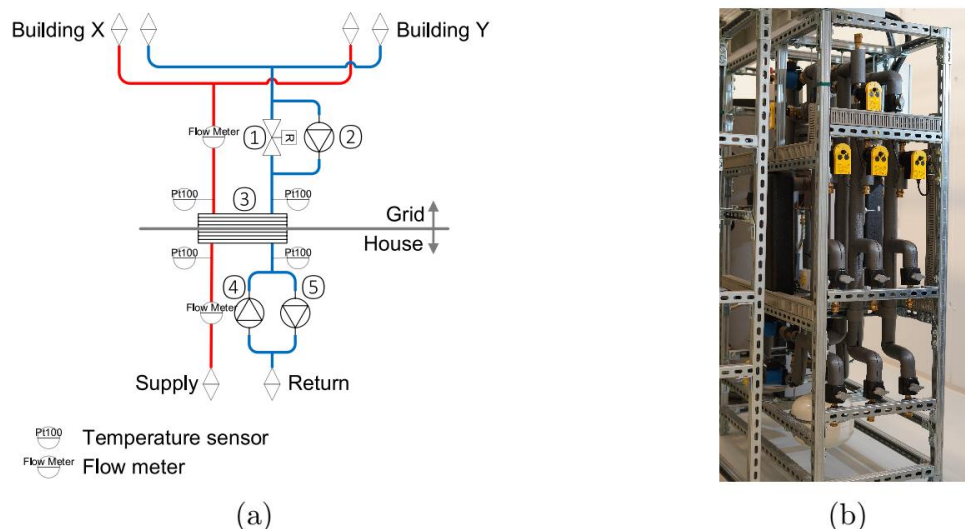 Building X
Building Y
Flow Meter
1
R
2
Pt100
3
Pt100
Grid
House
Pt100
Pt100
4
5
Flow Meter
Supply
Return
Pt100
Temperature sensor
Flow Meter
Flow meter
(a)
(b)